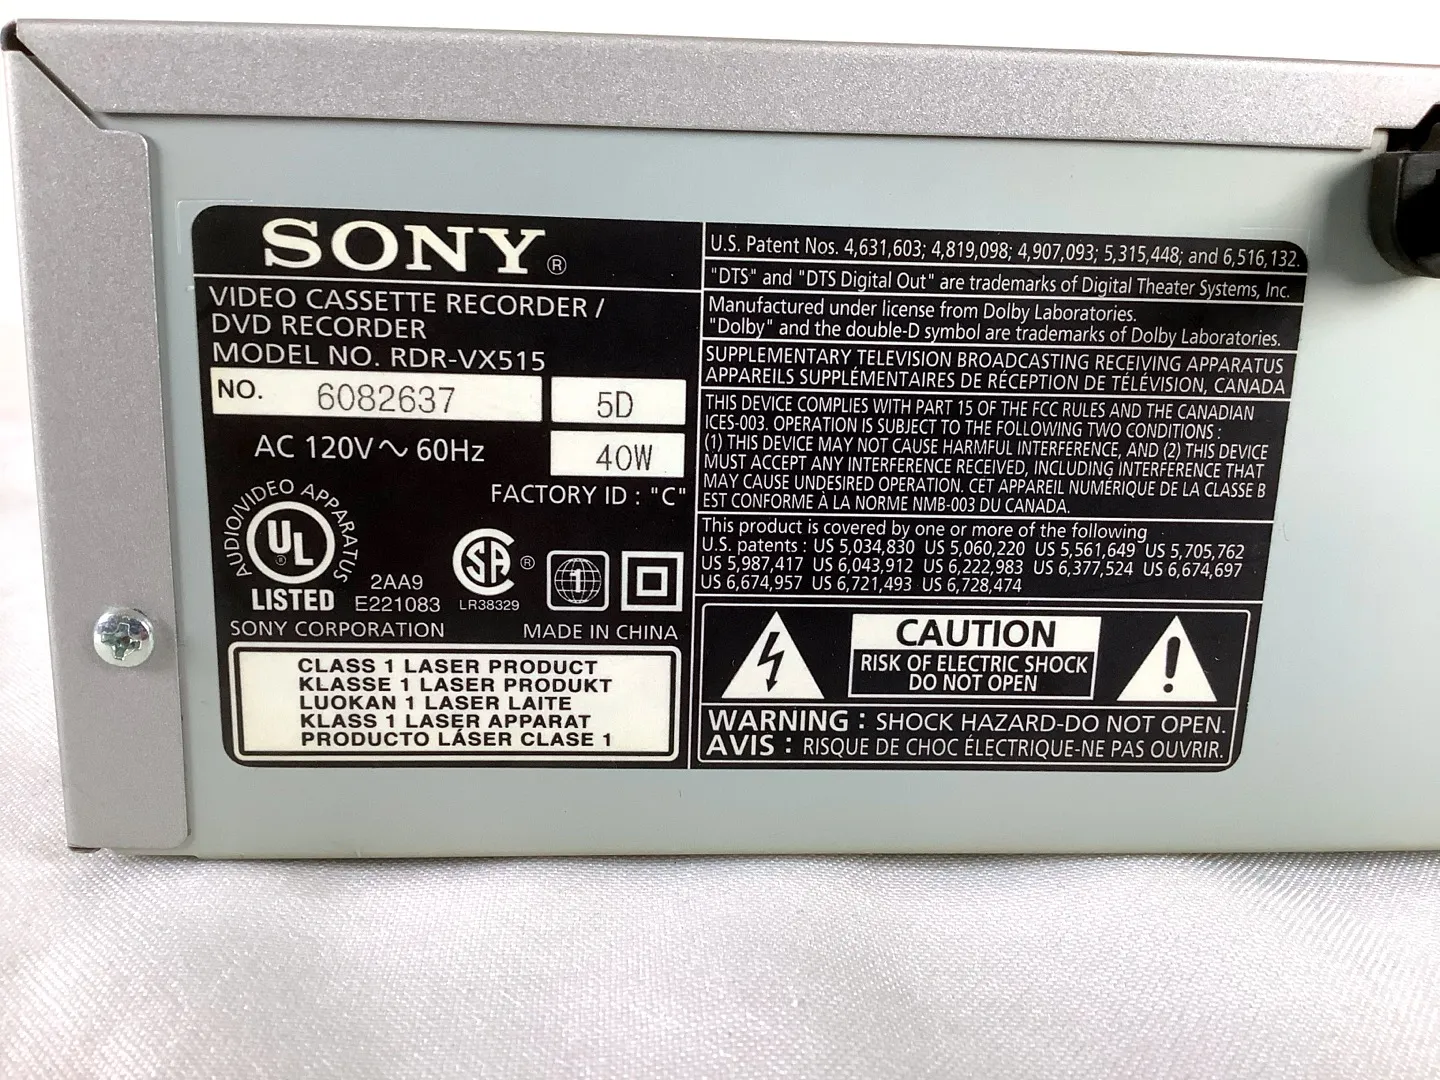 SONY®
VIDEO CASSETTE RECORDER /
DVD RECORDER
MODEL NO. RDR-VX515
NO. 6082637 5D
AC 120V~ 60Hz 40W
FACTORY ID : "C"
AUDIO/VIDEO APPARATUS
UL ®
LISTED
2AA9
E221083
SA ®
LR38329
1
SONY CORPORATION MADE IN CHINA
CLASS 1 LASER PRODUCT
KLASSE 1 LASER PRODUKT
LUOKAN 1 LASER LAITE
KLASS 1 LASER APPARAT
PRODUCTO LÁSER CLASE 1
U.S. Patent Nos. 4,631,603; 4,819,098; 4,907,093; 5,315,448; and 6,516,132.
"DTS" and "DTS Digital Out" are trademarks of Digital Theater Systems, Inc.
Manufactured under license from Dolby Laboratories.
"Dolby" and the double-D symbol are trademarks of Dolby Laboratories.
SUPPLEMENTARY TELEVISION BROADCASTING RECEIVING APPARATUS
APPAREILS SUPPLÉMENTAIRES DE RÉCEPTION DE TÉLÉVISION, CANADA
THIS DEVICE COMPLIES WITH PART 15 OF THE FCC RULES AND THE CANADIAN
ICES-003. OPERATION IS SUBJECT TO THE FOLLOWING TWO CONDITIONS :
(1) THIS DEVICE MAY NOT CAUSE HARMFUL INTERFERENCE, AND (2) THIS DEVICE
MUST ACCEPT ANY INTERFERENCE RECEIVED, INCLUDING INTERFERENCE THAT
MAY CAUSE UNDESIRED OPERATION. CET APPAREIL NUMÉRIQUE DE LA CLASSE B
EST CONFORME À LA NORME NMB-003 DU CANADA.
This product is covered by one or more of the following
U.S. patents : US 5,034,830 US 5,060,220 US 5,561,649 US 5,705,762
US 5,987,417 US 6,043,912 US 6,222,983 US 6,377,524 US 6,674,697
US 6,674,957 US 6,721,493 US 6,728,474
CAUTION
RISK OF ELECTRIC SHOCK
DO NOT OPEN
WARNING : SHOCK HAZARD-DO NOT OPEN.
AVIS : RISQUE DE CHOC ÉLECTRIQUE-NE PAS OUVRIR.